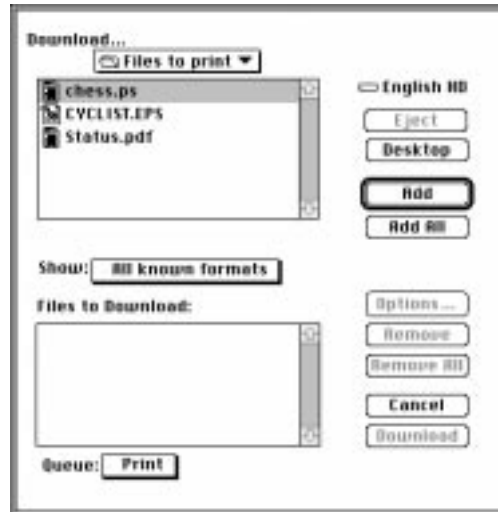 Download...
Files to print
chess.ps
CYCLIST.EPS
Status.pdf
English HD
Eject
Desktop
Add
Add All
Show: All known formats
Files to Download:
Options...
Remove
Remove All
Cancel
Download
Queue: Print